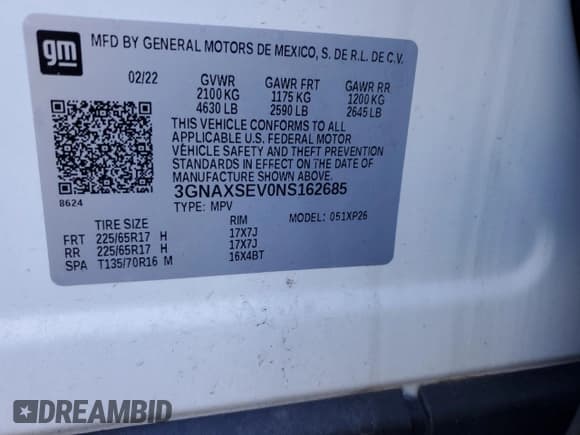 gm
MFD BY GENERAL MOTORS DE MEXICO, S. DE R.L. DE C.V.
02/22 GVWR GAWR FRT GAWR RR
2100 KG 1175 KG 1200 KG
4630 LB 2590 LB 2645 LB
THIS VEHICLE CONFORMS TO ALL
APPLICABLE U.S. FEDERAL MOTOR
VEHICLE SAFETY AND THEFT PREVENTION
STANDARDS IN EFFECT ON THE DATE OF
MANUFACTURE SHOWN ABOVE.
8624 3GNAXSEV0NS162685
TYPE: MPV MODEL: 051XP26
TIRE SIZE RIM
FRT 225/65R17 H 17X7J
RR 225/65R17 H 17X7J
SPA T135/70R16 M 16X4BT
DREAMBID